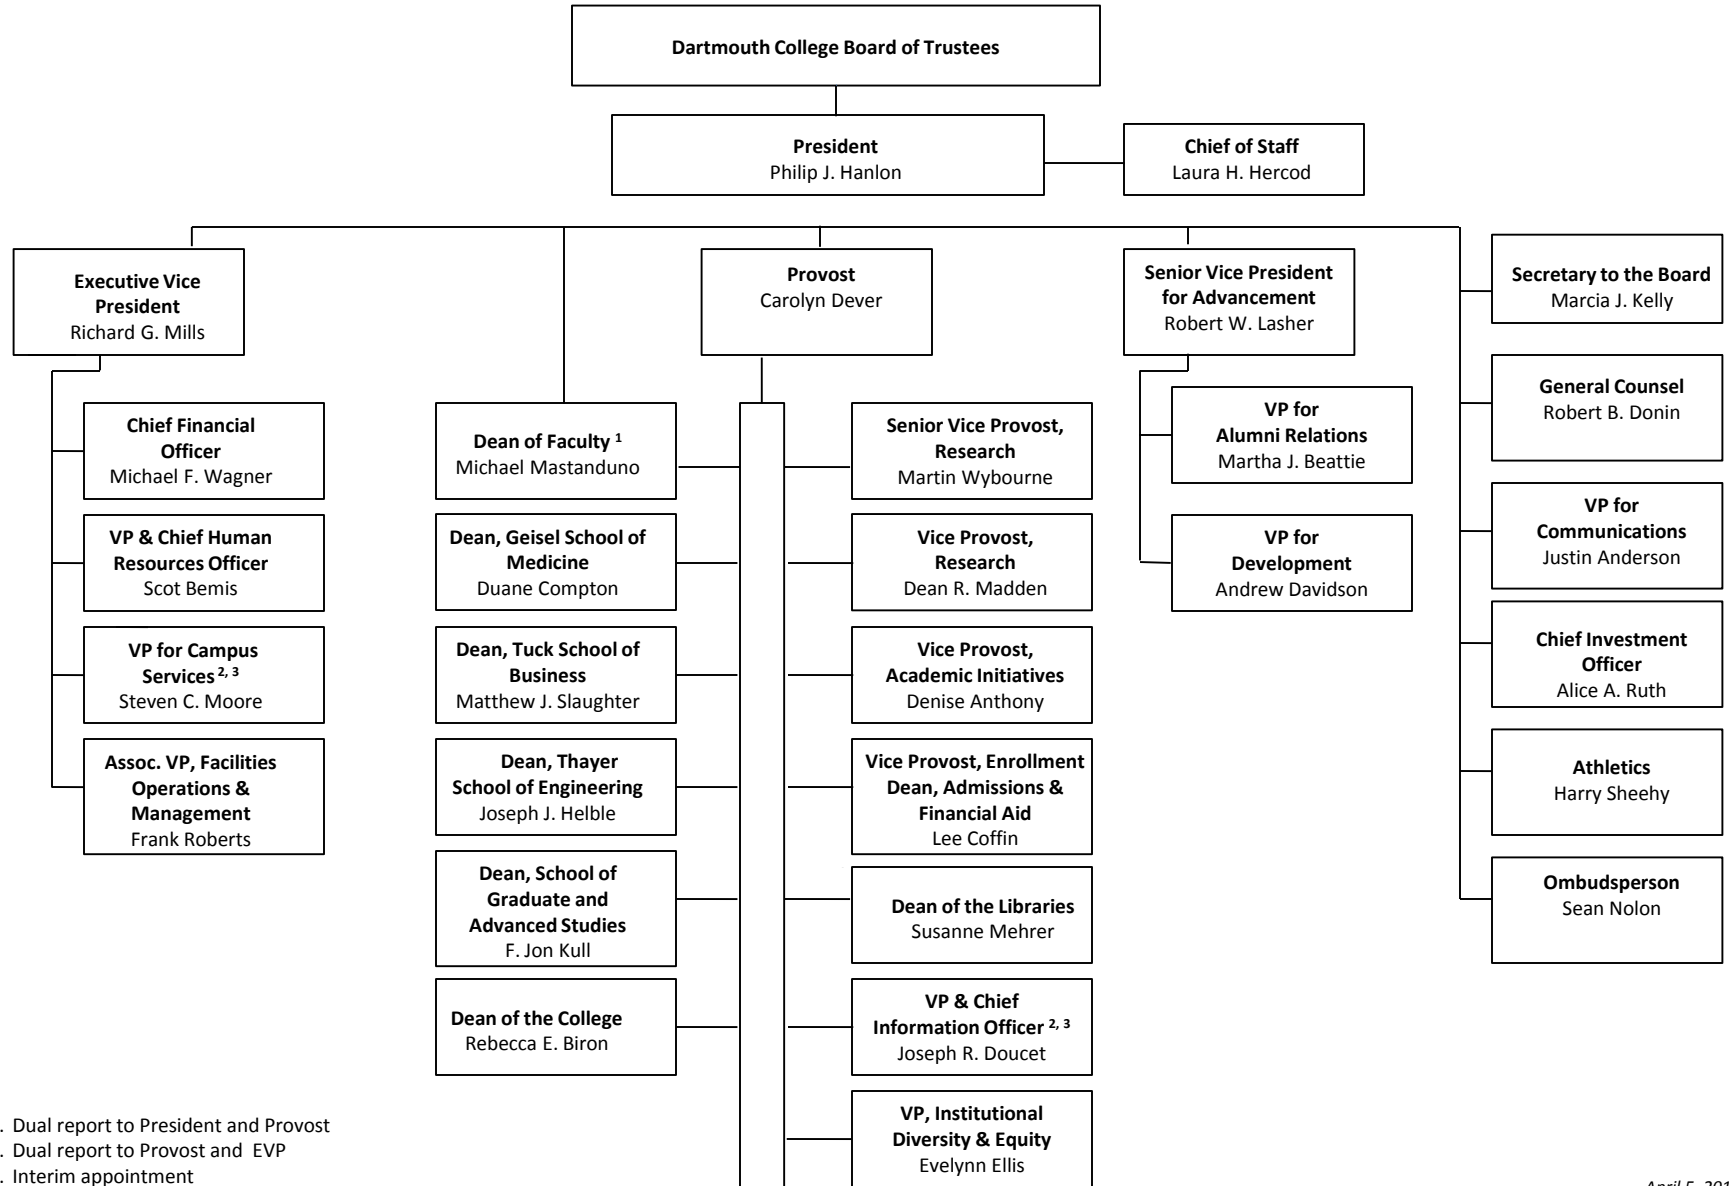 Dartmouth College Board of Trustees
President
Philip J. Hanlon
Chief of Staff
Laura H. Hercod
Executive Vice
President
Richard G. Mills
Provost
Carolyn Dever
Senior Vice President
for Advancement
Robert W. Lasher
Secretary to the Board
Marcia J. Kelly
General Counsel
Robert B. Donin
VP for
Communications
Justin Anderson
Chief Investment
Officer
Alice A. Ruth
Athletics
Harry Sheehy
Ombudsperson
Sean Nolon
Chief Financial
Officer
Michael F. Wagner
VP & Chief Human
Resources Officer
Scot Bemis
VP for Campus
Services 2, 3
Steven C. Moore
Assoc. VP, Facilities
Operations &
Management
Frank Roberts
Dean of Faculty 1
Michael Mastanduno
Dean, Geisel School of
Medicine
Duane Compton
Dean, Tuck School of
Business
Matthew J. Slaughter
Dean, Thayer
School of Engineering
Joseph J. Helble
Dean, School of
Graduate and
Advanced Studies
F. Jon Kull
Dean of the College
Rebecca E. Biron
Senior Vice Provost,
Research
Martin Wybourne
Vice Provost,
Research
Dean R. Madden
Vice Provost,
Academic Initiatives
Denise Anthony
Vice Provost, Enrollment
Dean, Admissions &
Financial Aid
Lee Coffin
Dean of the Libraries
Susanne Mehrer
VP & Chief
Information Officer 2, 3
Joseph R. Doucet
VP, Institutional
Diversity & Equity
Evelynn Ellis
VP for
Alumni Relations
Martha J. Beattie
VP for
Development
Andrew Davidson
. Dual report to President and Provost
. Dual report to Provost and EVP
. Interim appointment
April 5, 201